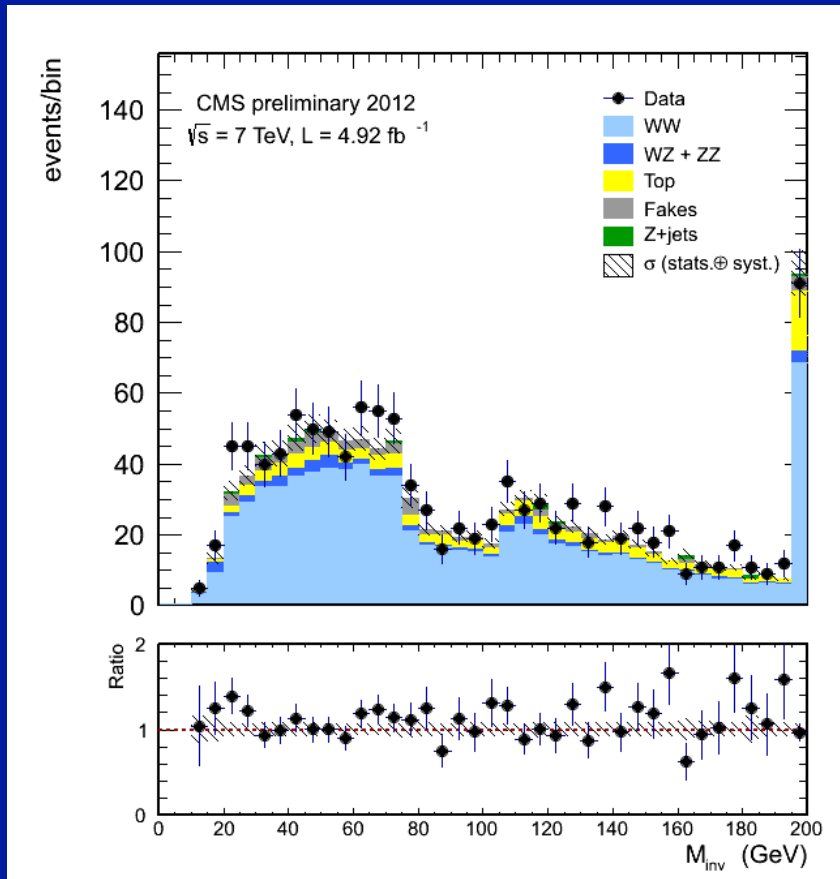 events/bin
140
120
100
80
60
40
20
0
CMS preliminary 2012
√s = 7 TeV, L = 4.92 fb⁻¹
Data
WW
WZ + ZZ
Top
Fakes
Z+jets
σ (stats.⊕ syst.)
Ratio
2
1
0
0 20 40 60 80 100 120 140 160 180 200
M_inv (GeV)